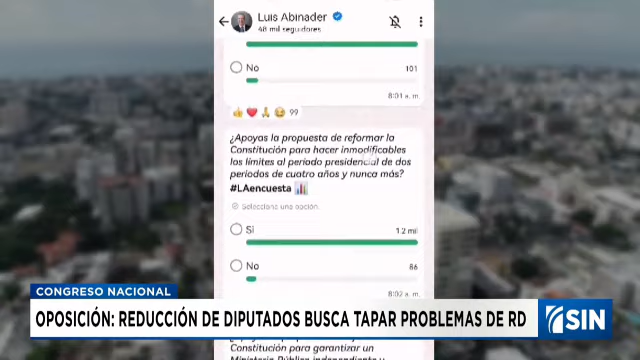 Luis Abinader
48 mil seguidores
No
101
8:01 a. m.
99
¿Apoyas la propuesta de reformar la
Constitución para hacer inmodificables
los límites al período presidencial de dos
períodos de cuatro años y nunca más?
#LAencuesta
Selecciona una opción.
Sí
1.2 mil
No
86
8:02 a. m.
CONGRESO NACIONAL
OPOSICIÓN: REDUCCIÓN DE DIPUTADOS BUSCA TAPAR PROBLEMAS DE RD
SIN
Constitución para garantizar un